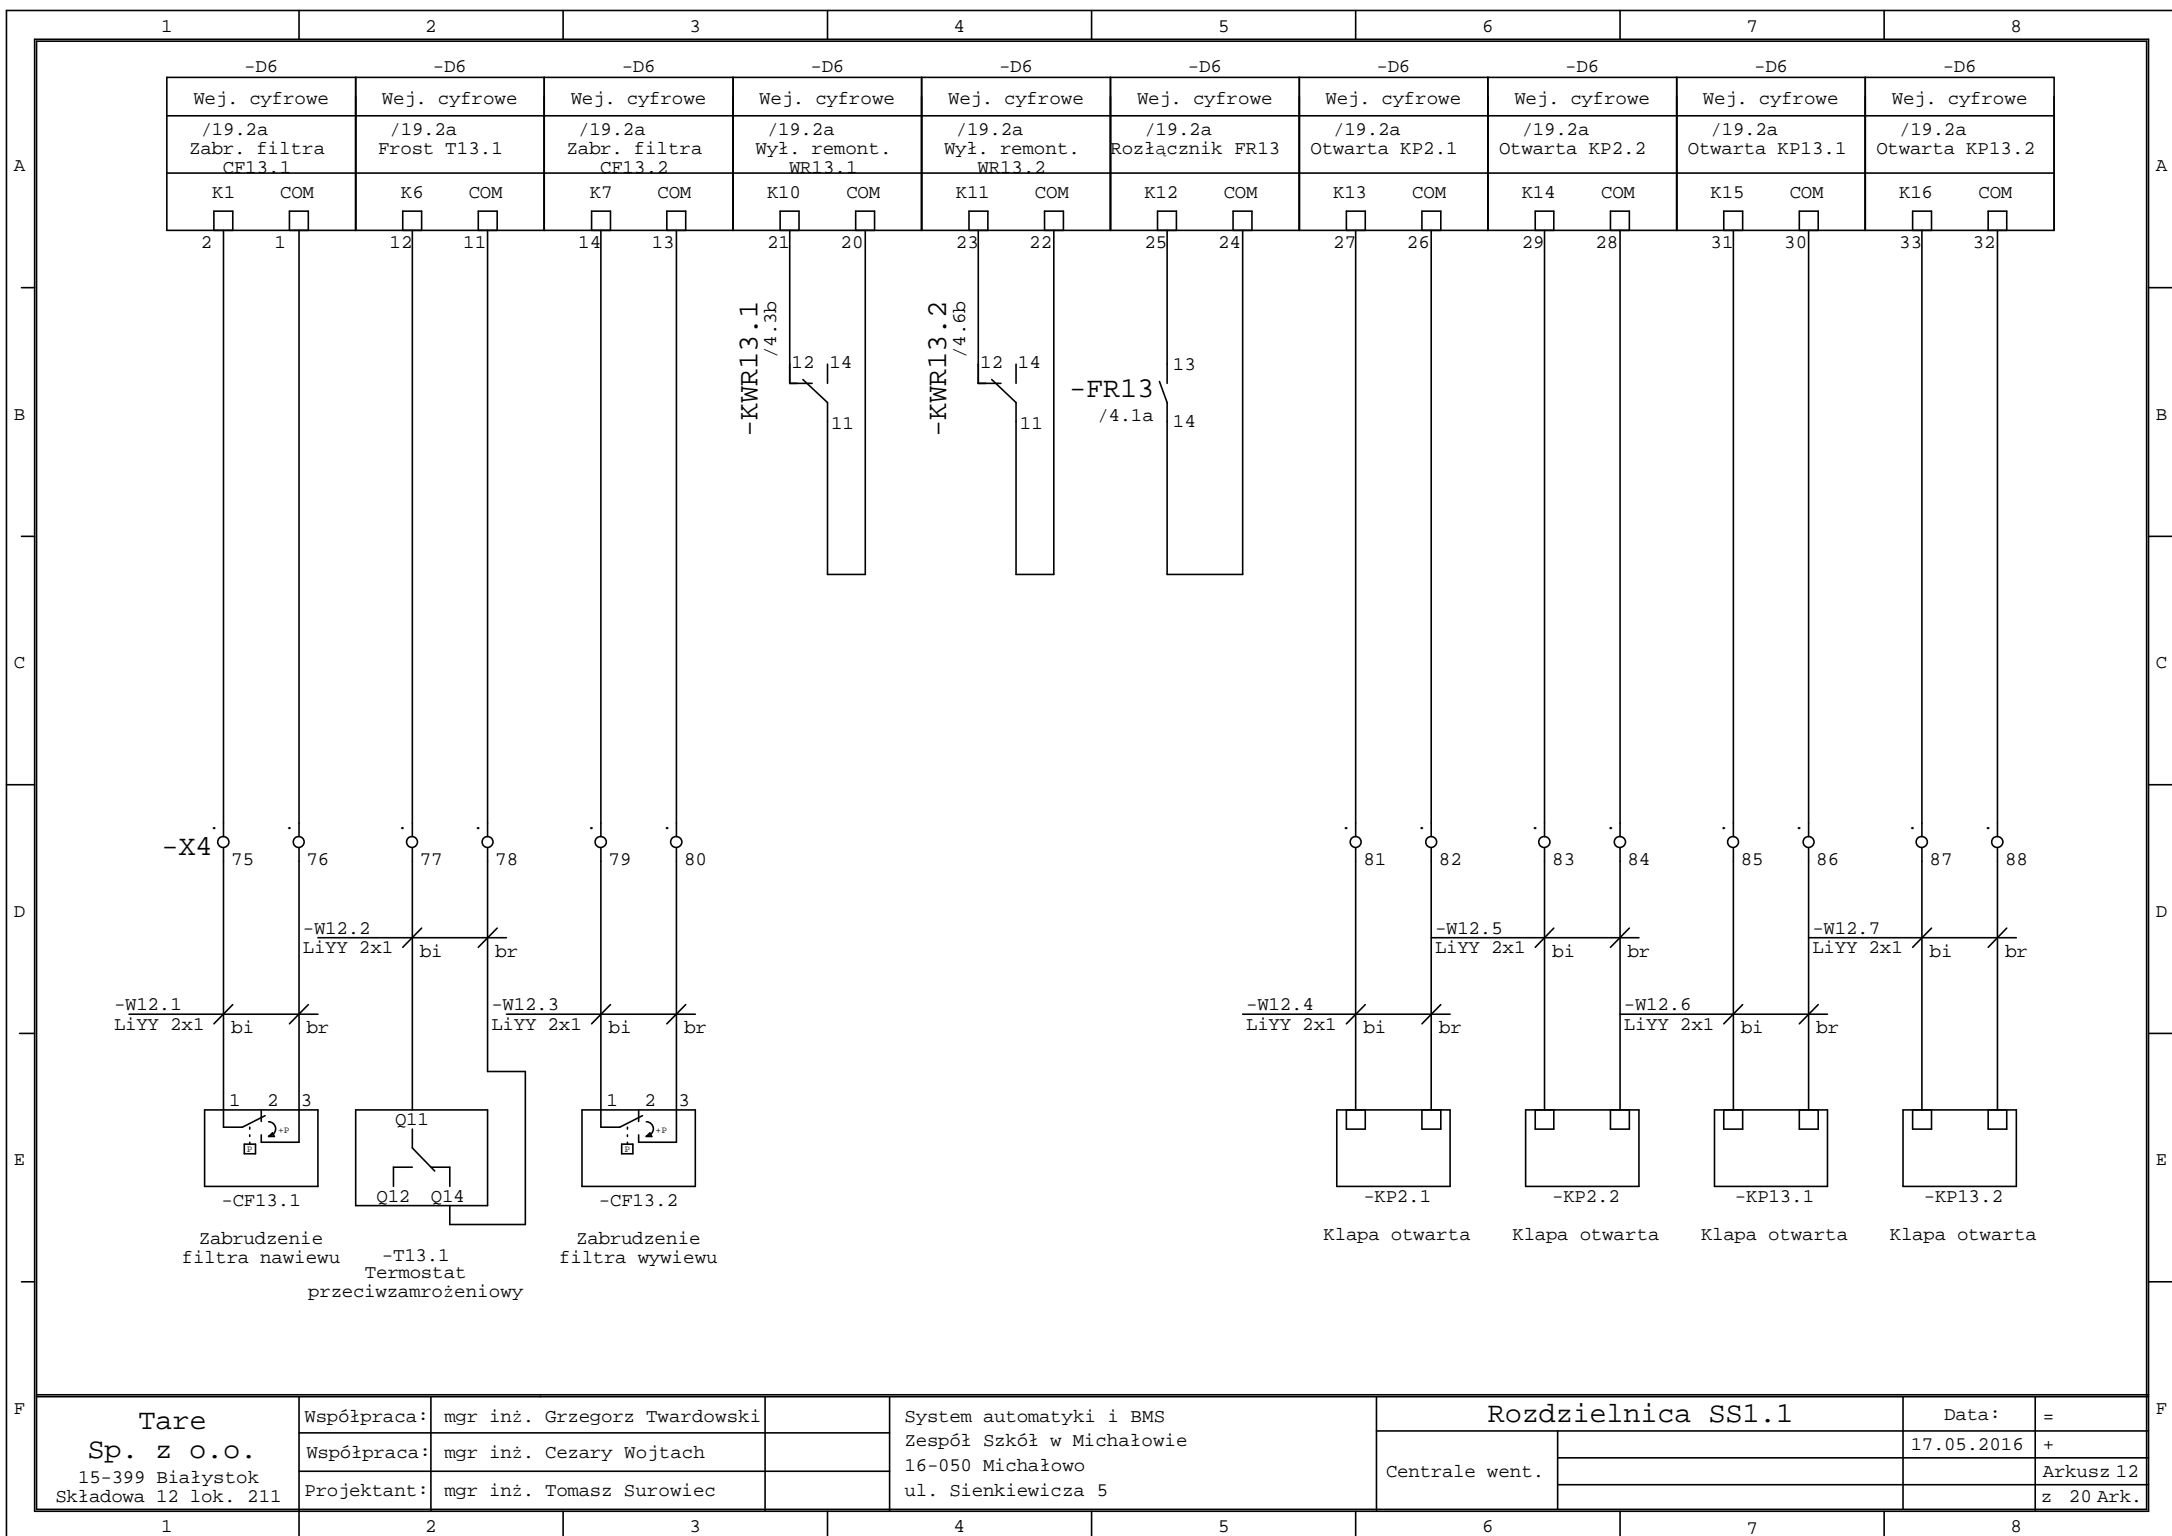 1 2 3 4 5 6 7 8
-D6 -D6 -D6 -D6 -D6 -D6 -D6 -D6 -D6 -D6
Wej. cyfrowe Wej. cyfrowe Wej. cyfrowe Wej. cyfrowe Wej. cyfrowe Wej. cyfrowe Wej. cyfrowe Wej. cyfrowe Wej. cyfrowe Wej. cyfrowe
/19.2a /19.2a /19.2a /19.2a /19.2a /19.2a /19.2a /19.2a /19.2a /19.2a
Zabr. filtra Frost T13.1 Zabr. filtra Wył. remont. Wył. remont. Rozłącznik FR13 Otwarta KP2.1 Otwarta KP2.2 Otwarta KP13.1 Otwarta KP13.2
A CF13.1 CF13.2 WR13.1 WR13.2 A
K1 COM K6 COM K7 COM K10 COM K11 COM K12 COM K13 COM K14 COM K15 COM K16 COM
2 1 12 11 14 13 21 20 23 22 25 24 27 26 29 28 31 30 33 32
-KWR13.1
/4.3b
12 14
11
-KWR13.2
/4.6b
12 14
11
13
-FR13
/4.1a 14
B B
C C
-X4 75 76 77 78 79 80 81 82 83 84 85 86 87 88
D D
-W12.2 -W12.5 -W12.7
LiYY 2x1 bi br LiYY 2x1 bi br LiYY 2x1 bi br
-W12.1 -W12.3 -W12.4 -W12.6
LiYY 2x1 bi br LiYY 2x1 bi br LiYY 2x1 bi br LiYY 2x1 bi br
1 2 3 1 2 3
Q11
+P +P
P P
E E
Q12 Q14
-CF13.1 -CF13.2 -KP2.1 -KP2.2 -KP13.1 -KP13.2
Zabrudzenie
filtra nawiewu
-T13.1
Termostat
przeciwzamrożeniowy
Zabrudzenie
filtra wywiewu
Klapa otwarta Klapa otwarta Klapa otwarta Klapa otwarta
F F
Tare
Sp. z o.o.
15-399 Białystok
Składowa 12 lok. 211
Współpraca: mgr inż. Grzegorz Twardowski
Współpraca: mgr inż. Cezary Wojtach
Projektant: mgr inż. Tomasz Surowiec
System automatyki i BMS
Zespół Szkół w Michałowie
16-050 Michałowo
ul. Sienkiewicza 5
Rozdzielnica SS1.1
Centrale went.
Data: =
17.05.2016 +
Arkusz 12
z 20 Ark.
1 2 3 4 5 6 7 8